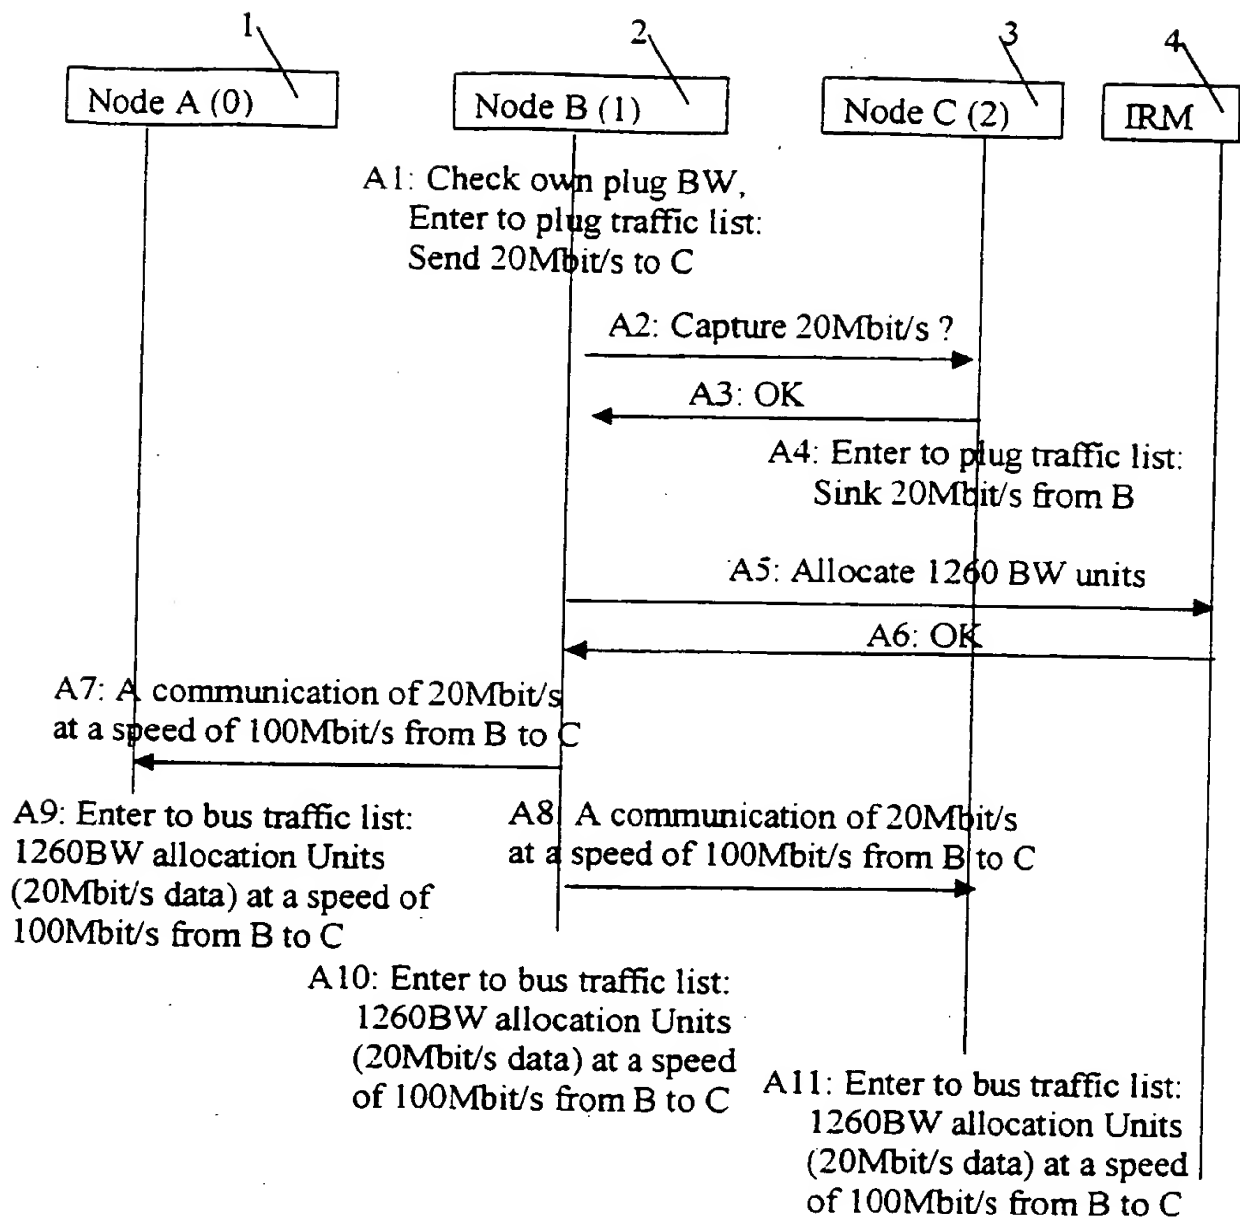 1
2
3
4
Node A (0)
Node B (1)
Node C (2)
IRM
A1: Check own plug BW,
Enter to plug traffic list:
Send 20Mbit/s to C
A2: Capture 20Mbit/s ?
A3: OK
A4: Enter to plug traffic list:
Sink 20Mbit/s from B
A5: Allocate 1260 BW units
A6: OK
A7: A communication of 20Mbit/s
at a speed of 100Mbit/s from B to C
A9: Enter to bus traffic list:
1260BW allocation Units
(20Mbit/s data) at a speed of
100Mbit/s from B to C
A8 A communication of 20Mbit/s
at a speed of 100Mbit/s from B to C
A10: Enter to bus traffic list:
1260BW allocation Units
(20Mbit/s data) at a speed
of 100Mbit/s from B to C
A11: Enter to bus traffic list:
1260BW allocation Units
(20Mbit/s data) at a speed
of 100Mbit/s from B to C